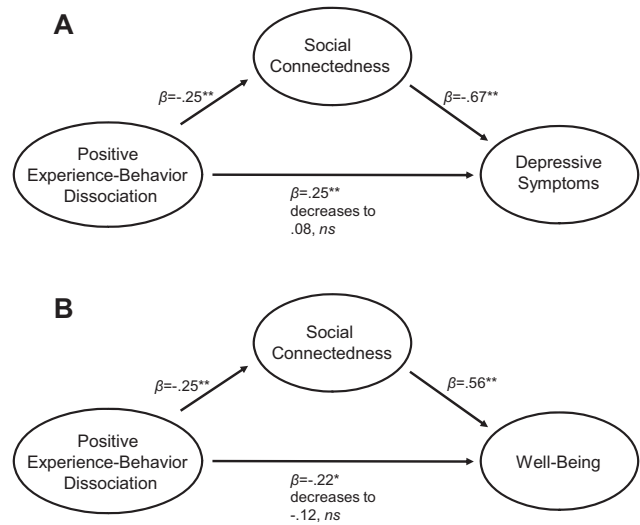 A
Social
Connectedness
β=-.25**
β=-.67**
Positive
Experience-Behavior
Dissociation
Depressive
Symptoms
β=.25**
decreases to
.08, ns
B
Social
Connectedness
β=-.25**
β=.56**
Positive
Experience-Behavior
Dissociation
Well-Being
β=-.22*
decreases to
-.12, ns